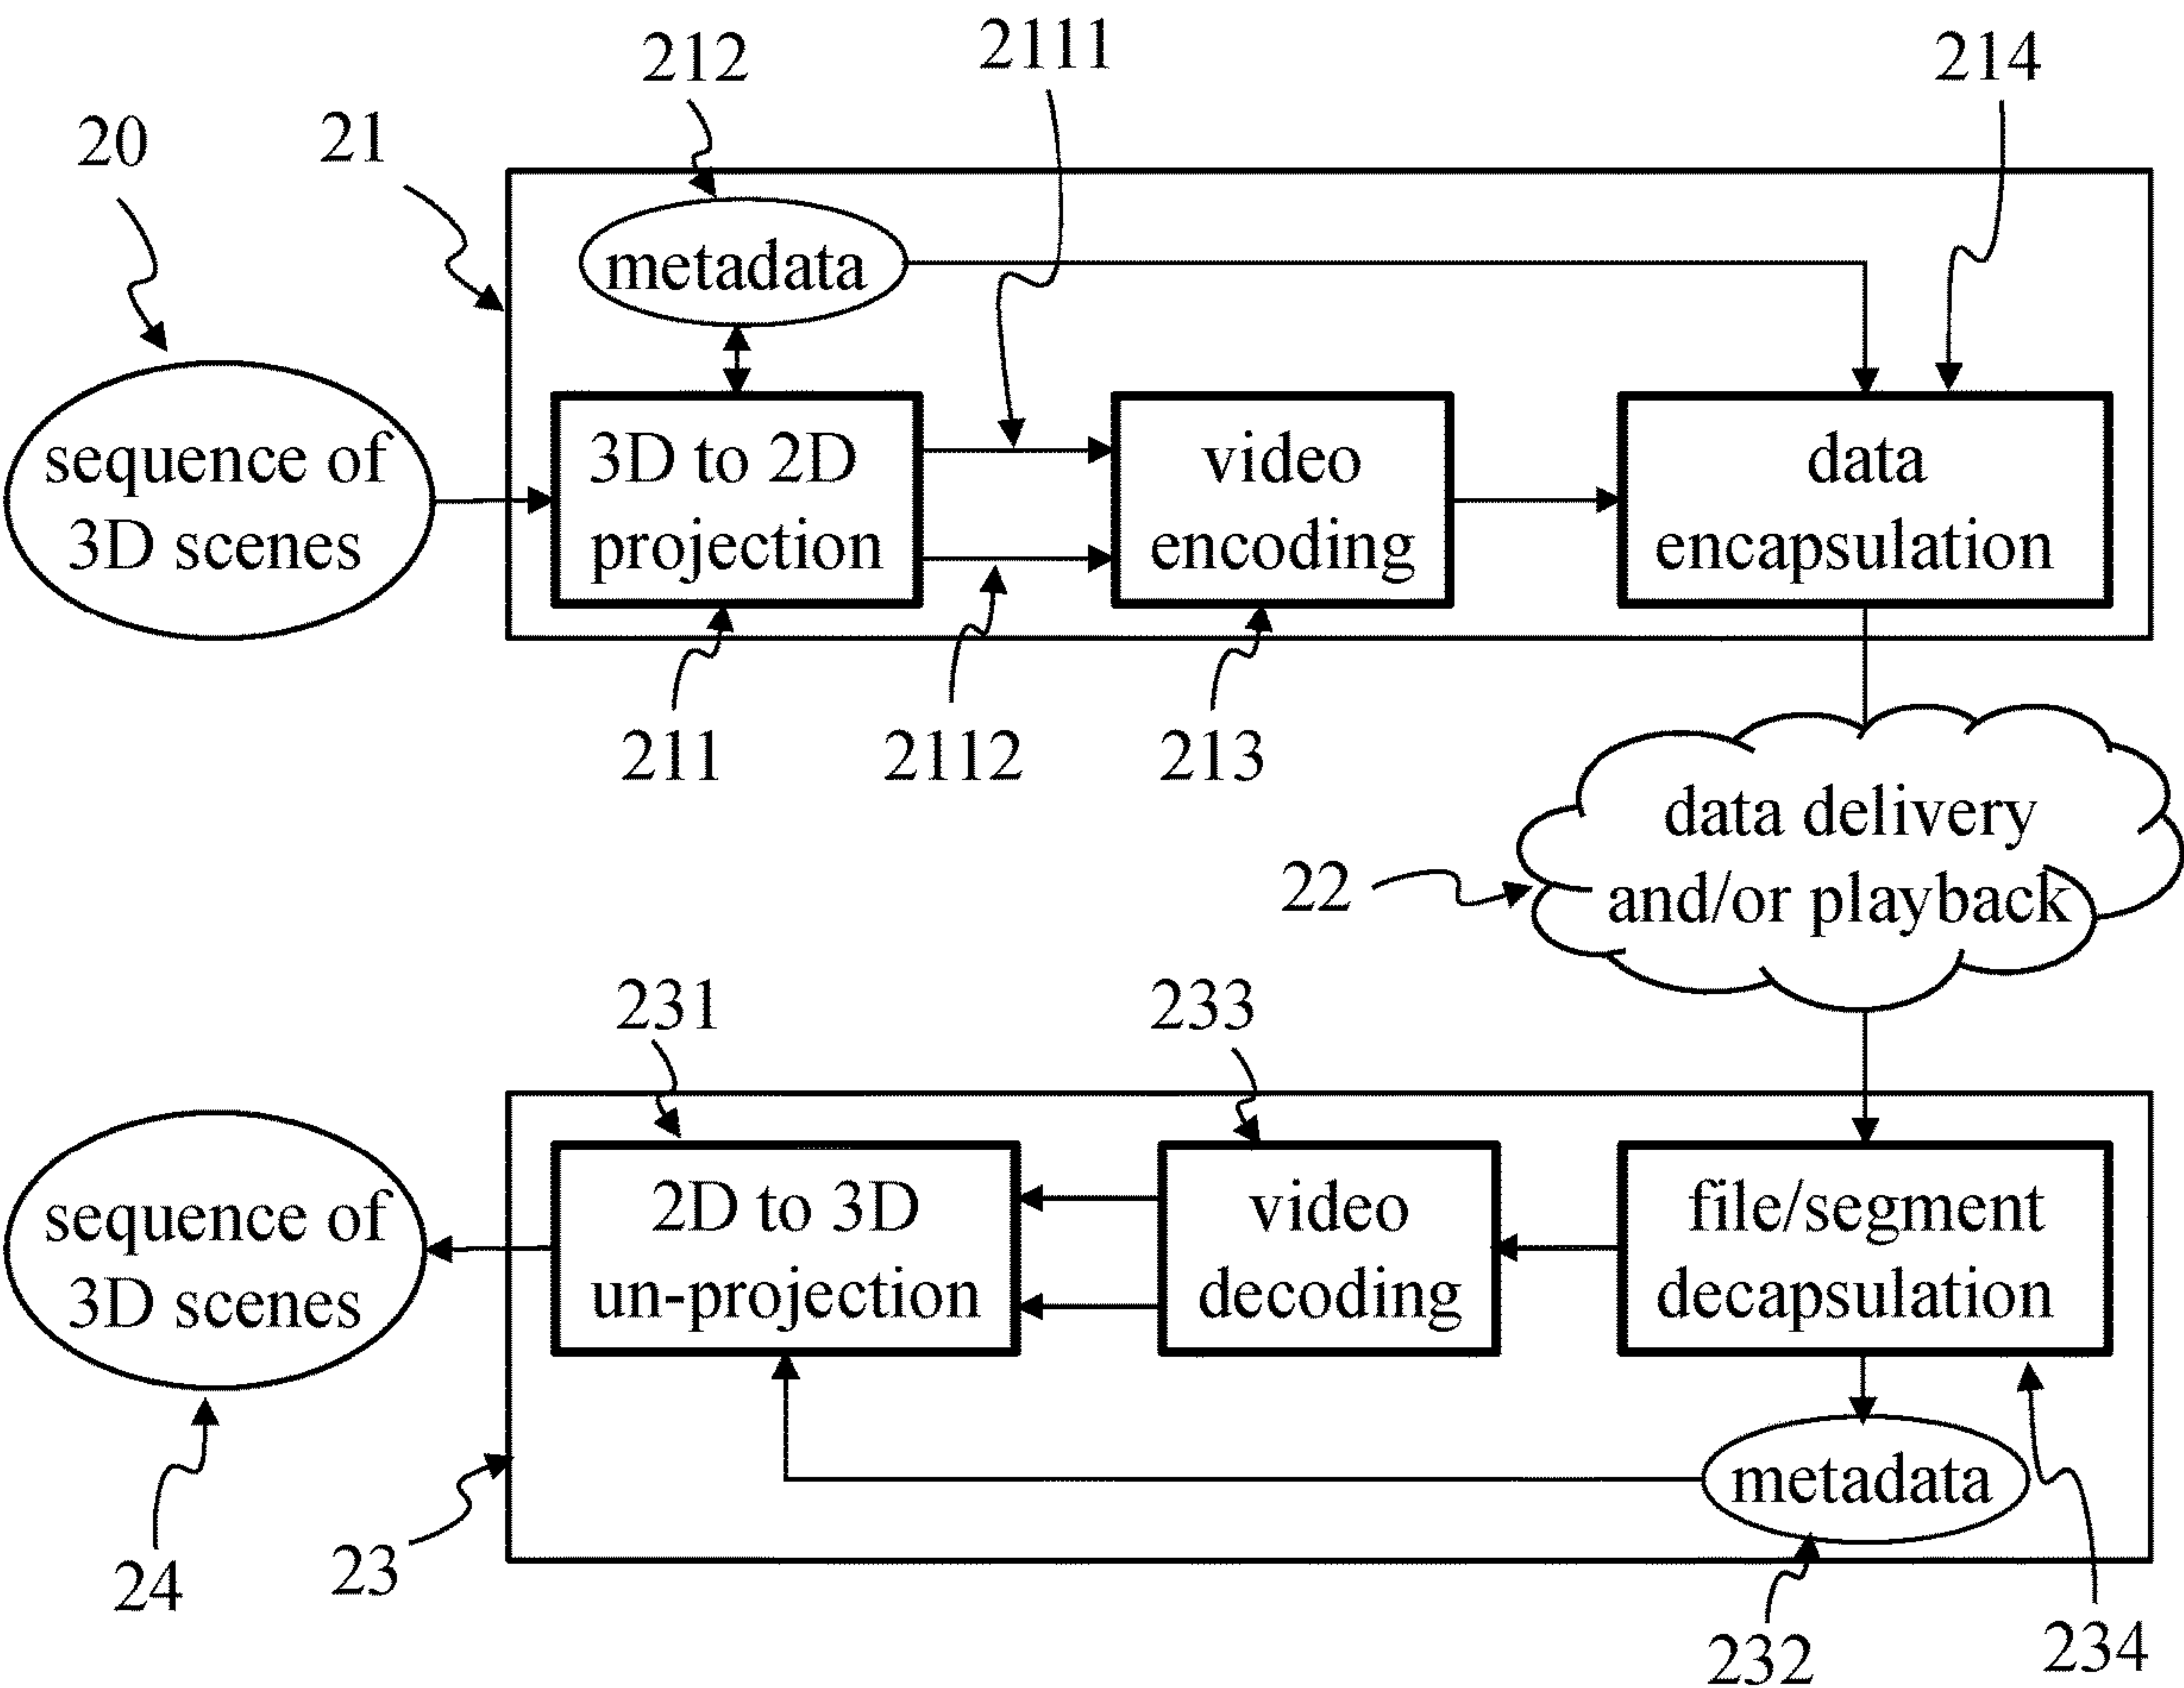 212
2111
214
20
21
metadata
sequence of
3D scenes
3D to 2D
projection
video
encoding
data
encapsulation
211
2112
213
data delivery
and/or playback
22
231
233
sequence of
3D scenes
2D to 3D
un-projection
video
decoding
file/segment
decapsulation
metadata
24
23
232
234